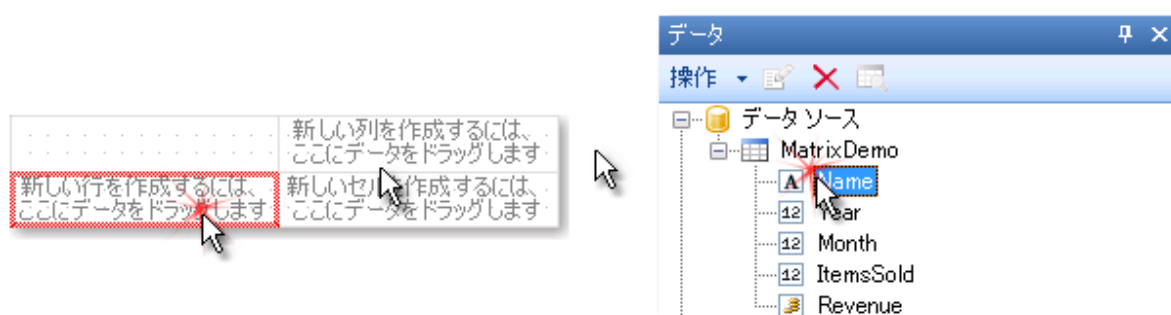 新しい列を作成するには、
ここにデータをドラッグします
新しい行を作成するには、
ここにデータをドラッグします
新しいセルを作成するには、
ここにデータをドラッグします
データ
操作
データ ソース
MatrixDemo
Name
Year
Month
ItemsSold
Revenue